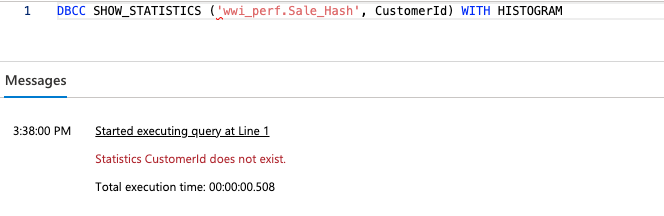 1 DBCC SHOW_STATISTICS ('wwi_perf.Sale_Hash', CustomerId) WITH HISTOGRAM
Messages
3:38:00 PM Started executing query at Line 1
Statistics CustomerId does not exist.
Total execution time: 00:00:00.508